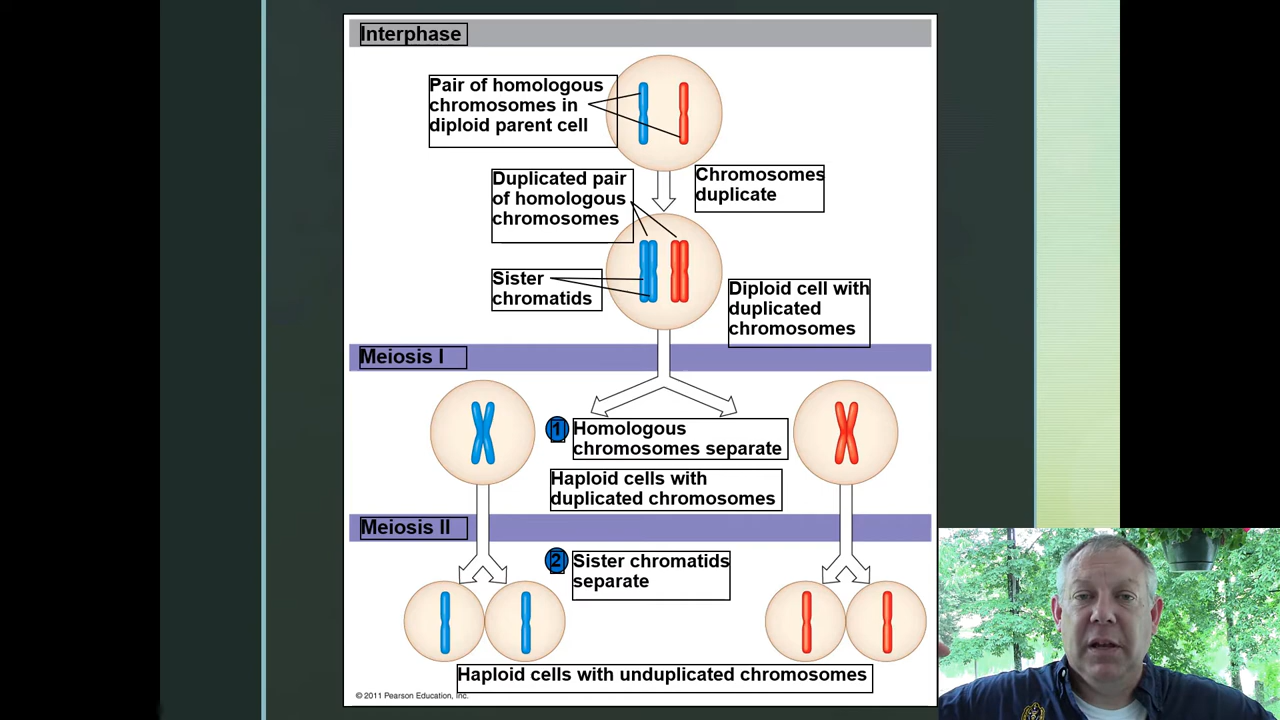 Interphase
Pair of homologous
chromosomes in
diploid parent cell
Chromosomes
duplicate
Duplicated pair
of homologous
chromosomes
Sister
chromatids
Diploid cell with
duplicated
chromosomes
Meiosis I
1
Homologous
chromosomes separate
Haploid cells with
duplicated chromosomes
Meiosis II
2
Sister chromatids
separate
Haploid cells with unduplicated chromosomes
© 2011 Pearson Education, Inc.